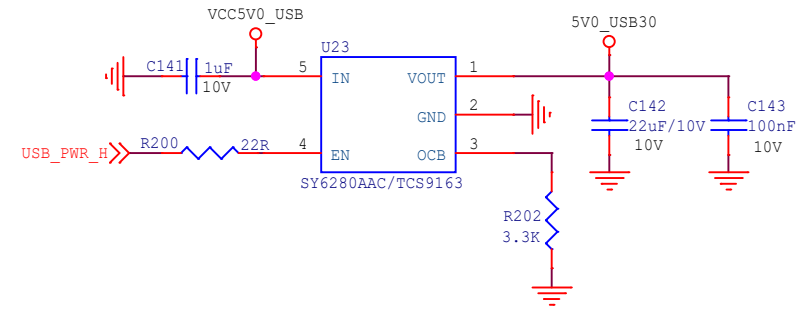 VCC5V0_USB
5V0_USB30
U23
C141
1uF
10V
5
IN
VOUT
1
GND
2
USB_PWR_H
R200
22R
4
EN
OCB
3
SY6280AAC/TCS9163
C142
22uF/10V
10V
C143
100nF
10V
R202
3.3K